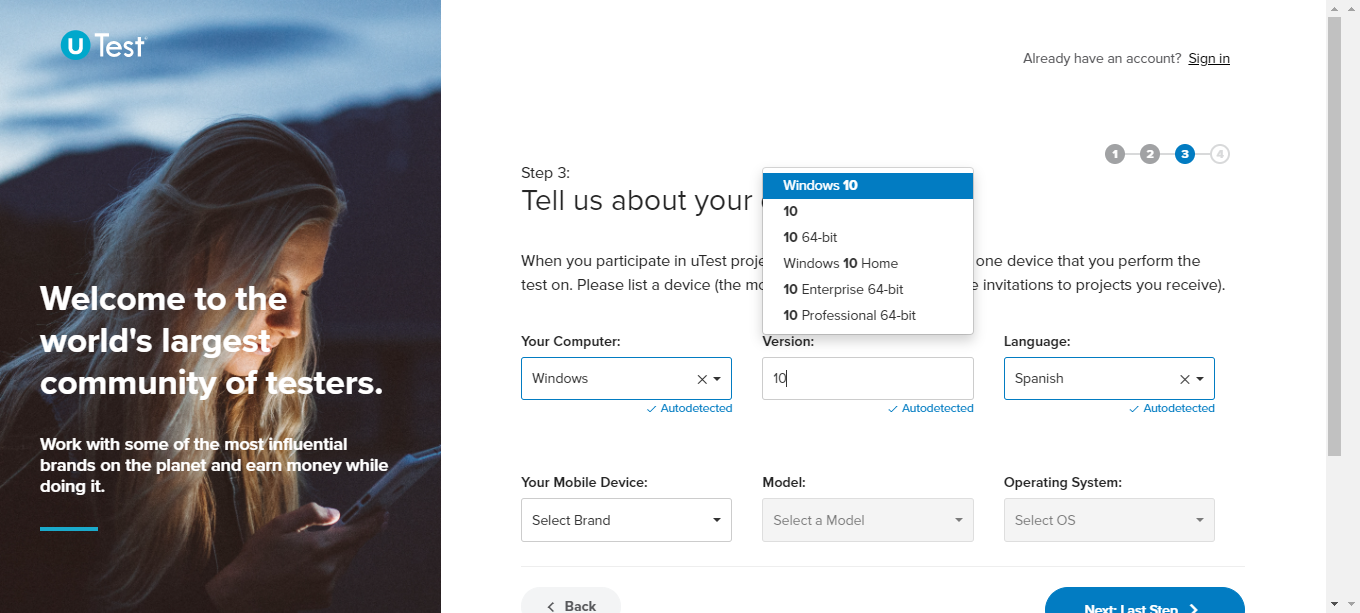 uTest
Already have an account? Sign in
1 2 3 4
Step 3:
Tell us about your
Windows 10
10
10 64-bit
Windows 10 Home
10 Enterprise 64-bit
10 Professional 64-bit
When you participate in uTest one device that you perform the
test on. Please list a device (the invitations to projects you receive).
Welcome to the
world's largest
community of testers.
Work with some of the most influential
brands on the planet and earn money while
doing it.
Your Computer: Version: Language:
Windows 10 Spanish
Autodetected Autodetected Autodetected
Your Mobile Device: Model: Operating System:
Select Brand Select a Model Select OS
Back Next: Last Step